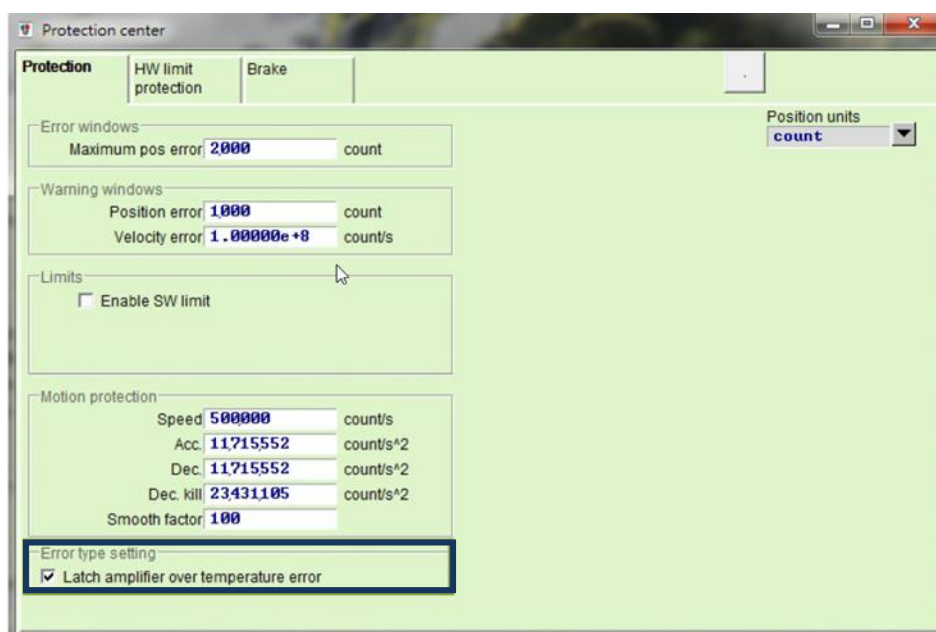 Protection center
Protection
HW limit
protection
Brake
.
Position units
count
Error windows
Maximum pos error 2,000 count
Warning windows
Position error 1,000 count
Velocity error 1.00000e+8 count/s
Limits
Enable SW limit
Motion protection
Speed 500,000 count/s
Acc. 11,715,552 count/s^2
Dec. 11,715,552 count/s^2
Dec. kill 23,431,105 count/s^2
Smooth factor 100
Error type setting
Latch amplifier over temperature error